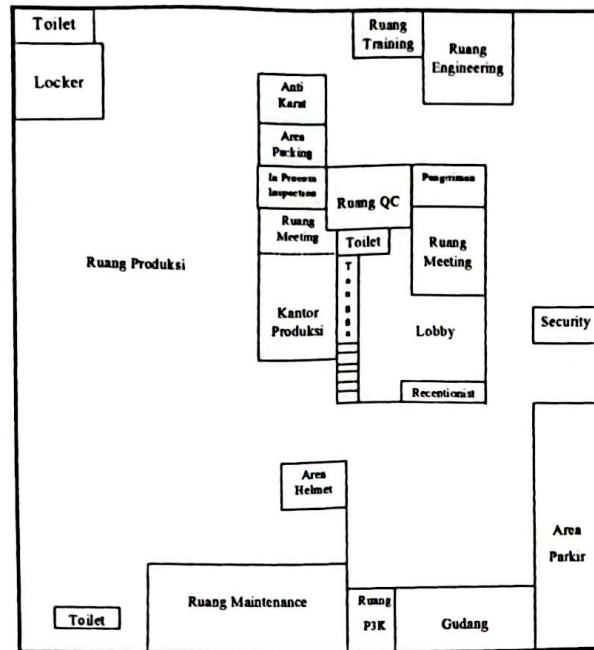 Toilet
Locker
Ruang
Training
Ruang
Engineering
Anti
Karat
Area
Packing
In Process
Inspection
Ruang QC
Pengiriman
Ruang
Meeting
Toilet
Ruang
Meeting
Ruang Produksi
Tangga
Kantor
Produksi
Lobby
Security
Recentionist
Area
Helmet
Area
Parkir
Ruang Maintenance
Ruang
P3K
Gudang
Toilet